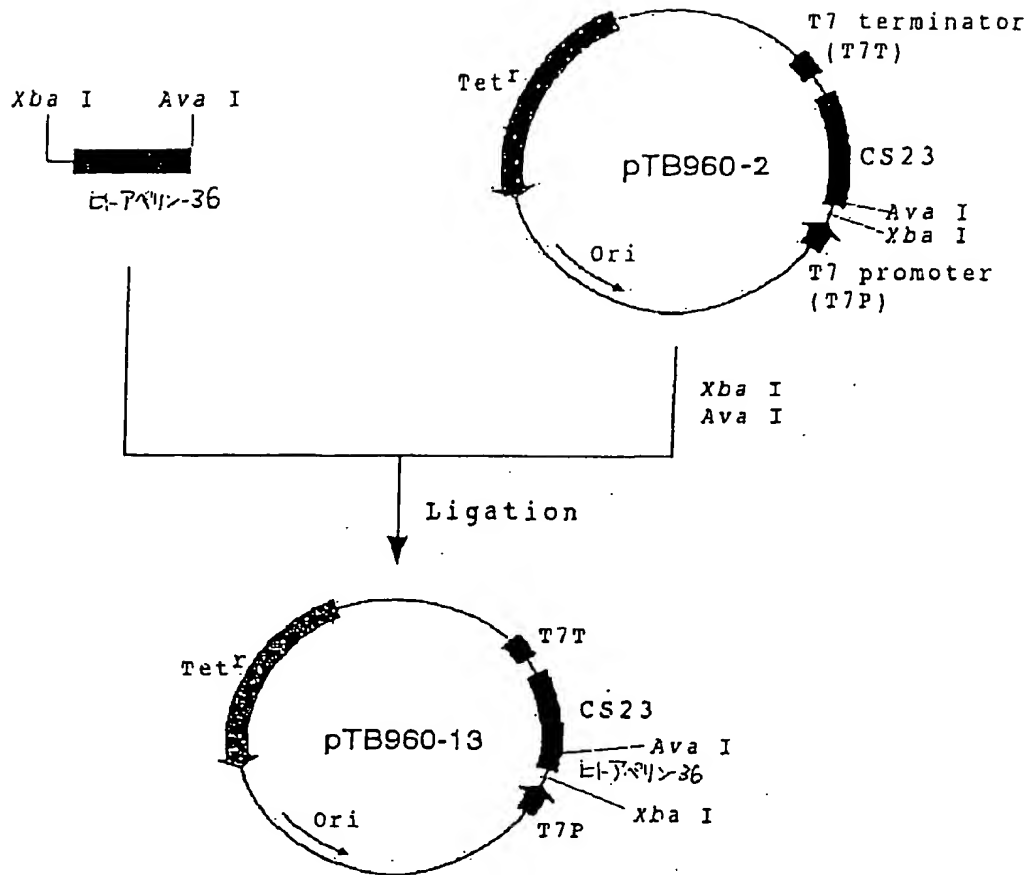 T7 terminator
(T7T)
Tetr
Xba I
Ava I
CS23
pTB960-2
ヒト-アペリン-36
Ava I
Xba I
Ori
T7 promoter
(T7P)
Xba I
Ava I
Ligation
T7T
Tetr
CS23
pTB960-13
Ava I
ヒト-アペリン-36
Xba I
Ori
T7P